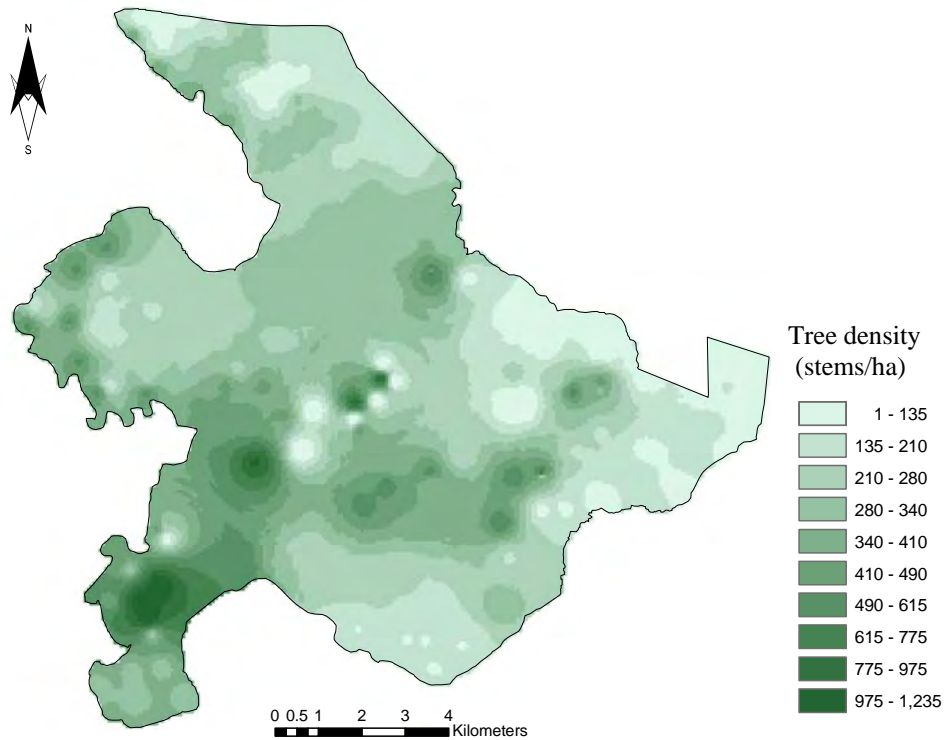 N
S
Tree density
(stems/ha)
1 - 135
135 - 210
210 - 280
280 - 340
340 - 410
410 - 490
490 - 615
615 - 775
775 - 975
975 - 1,235
0 0.5 1 2 3 4
Kilometers